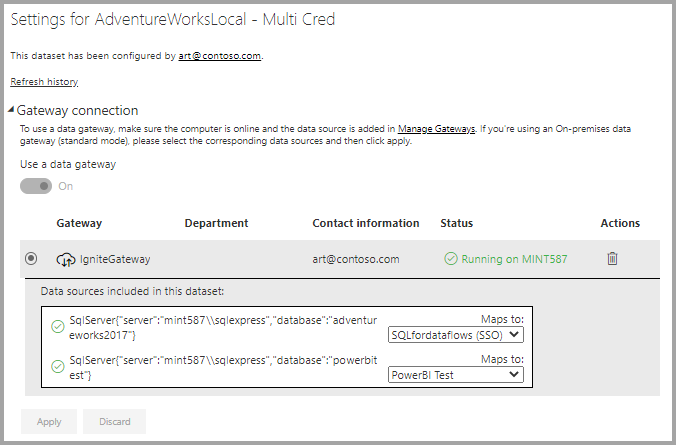 Settings for AdventureWorksLocal - Multi Cred
This dataset has been configured by art@contoso.com.
Refresh history
Gateway connection
To use a data gateway, make sure the computer is online and the data source is added in Manage Gateways. If you're using an On-premises data
gateway (standard mode), please select the corresponding data sources and then click apply.
Use a data gateway
On
Gateway Department Contact information Status Actions
IgniteGateway art@contoso.com Running on MINT587
Data sources included in this dataset:
SqlServer{"server":"mint587\\sqlexpress","database":"adventur
eworks2017"}
Maps to:
SQLfordataflows (SSO)
SqlServer{"server":"mint587\\sqlexpress","database":"powerbit
est"}
Maps to:
PowerBI Test
Apply Discard